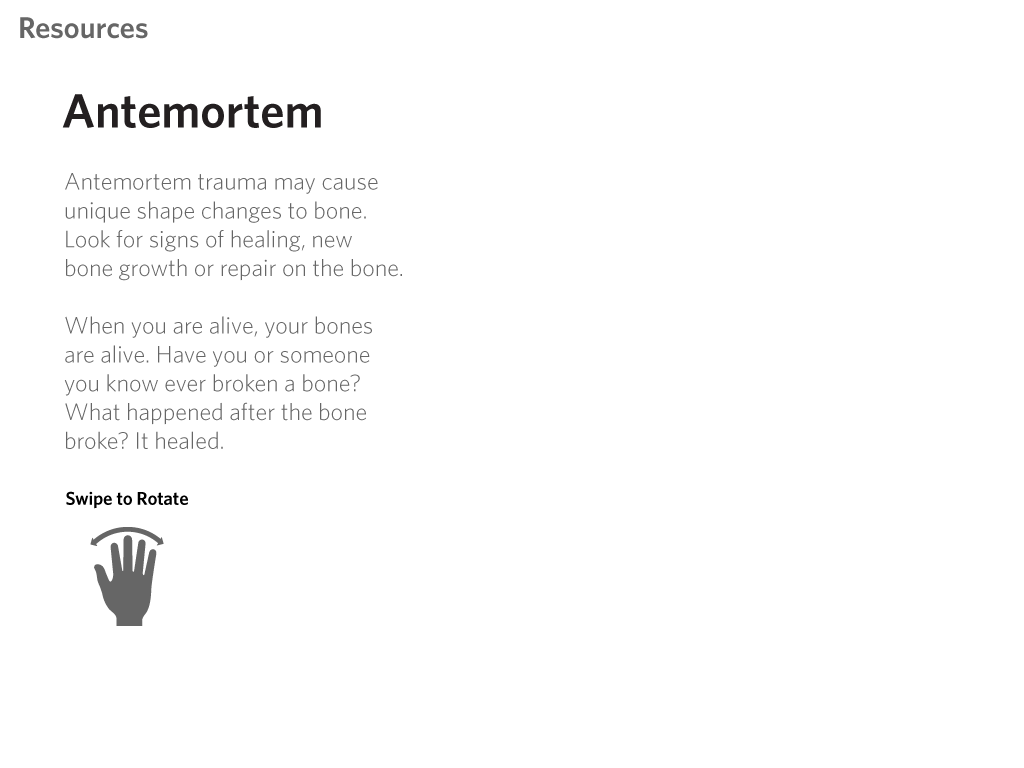 Resources
Antemortem
Antemortem trauma may cause
unique shape changes to bone.
Look for signs of healing, new
bone growth or repair on the bone.
When you are alive, your bones
are alive. Have you or someone
you know ever broken a bone?
What happened after the bone
broke? It healed.
Swipe to Rotate